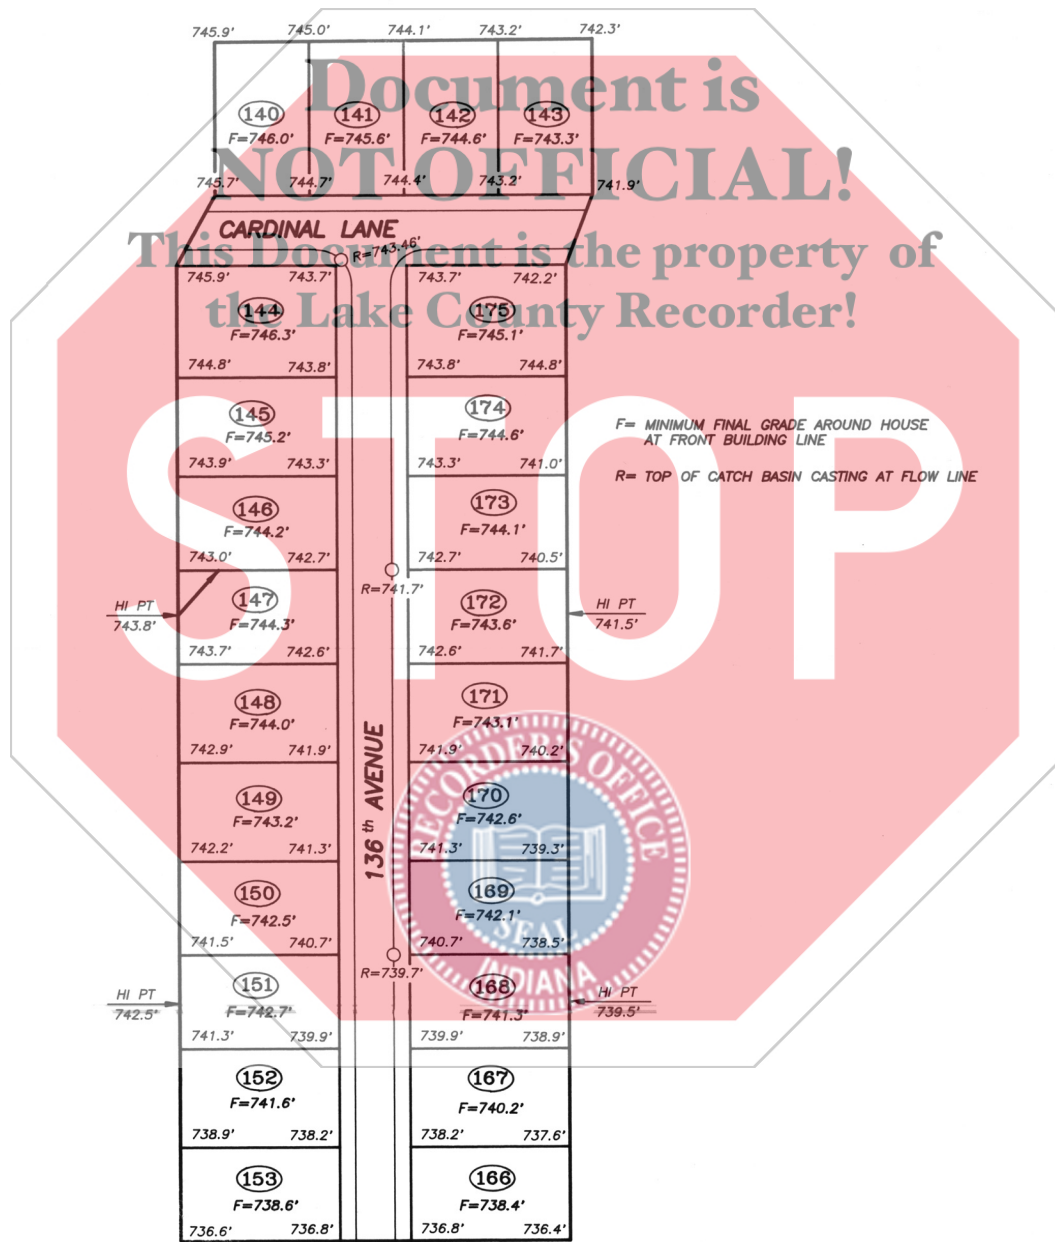 745.9' 745.0' 744.1' 743.2' 742.3'
Document is
140 141 142 143
F=746.0' F=745.6' F=744.6' F=743.3'
NOT OFFICIAL!
745.7' 744.7' 744.4' 743.2' 741.9'
CARDINAL LANE
R=743.46'
This Document is the property of
745.9' 743.7' 743.7' 742.2'
the Lake County Recorder!
144 175
F=746.3' F=745.1'
744.8' 743.8' 743.8' 744.8'
STOP
145 174
F=745.2' F=744.6'
F= MINIMUM FINAL GRADE AROUND HOUSE
AT FRONT BUILDING LINE
743.9' 743.3' 743.3' 741.0'
R= TOP OF CATCH BASIN CASTING AT FLOW LINE
146 173
F=744.2' F=744.1'
743.0' 742.7' 742.7' 740.5'
R=741.7'
147 172
HI PT
743.8'
F=744.3' F=743.6'
HI PT
741.5'
743.7' 742.6' 742.6' 741.7'
148 171
F=744.0' F=743.1'
742.9' 741.9' 741.9' 740.2'
136th AVENUE
RECORDER'S OFFICE
149 170
F=743.2' F=742.6'
742.2' 741.3' 741.3' 739.3'
150 169
F=742.5' F=742.1'
SEAL
741.5' 740.7' 740.7' 738.5'
INDIANA
R=739.7'
151 168
HI PT
742.5'
F=742.7' F=741.3'
HI PT
739.5'
741.3' 739.9' 739.9' 738.9'
152 167
F=741.6' F=740.2'
738.9' 738.2' 738.2' 737.6'
153 166
F=738.6' F=738.4'
736.6' 736.8' 736.8' 736.4'